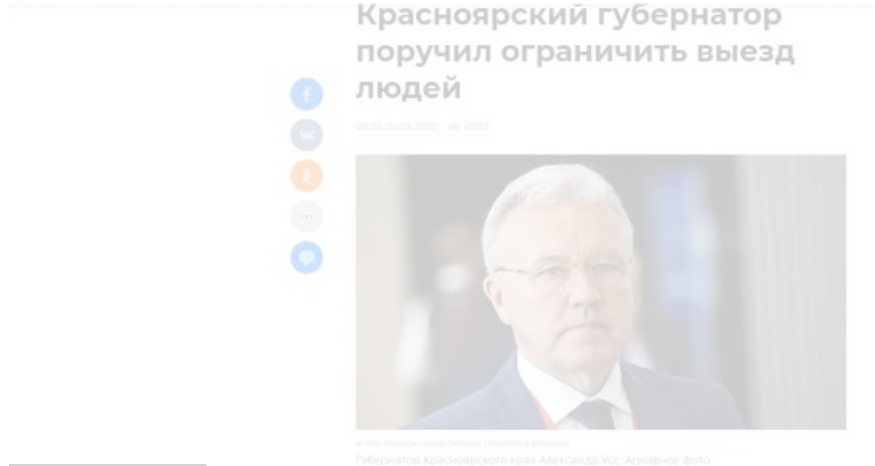 Красноярский губернатор
поручил ограничить выезд
людей
Губернатор Красноярского края Александр Усс. Архивное фото